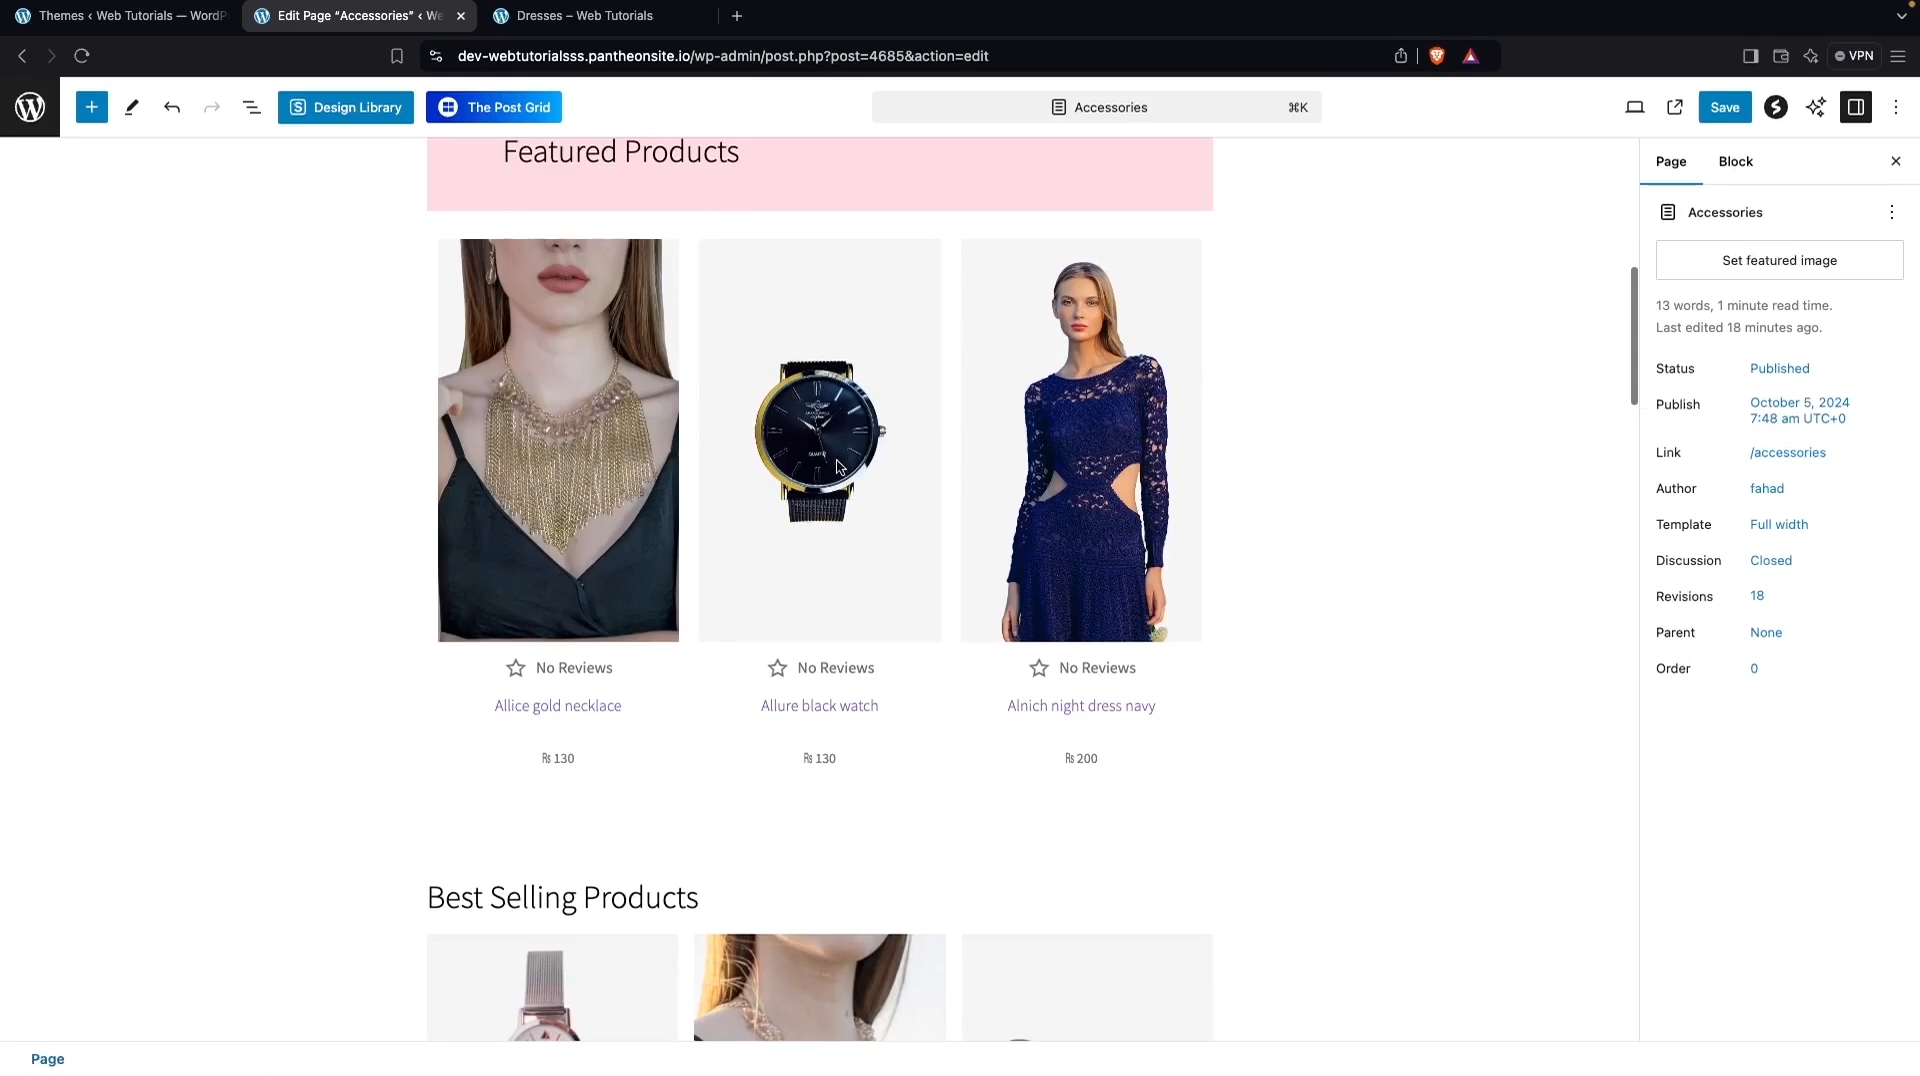 Themes ‹ Web Tutorials — WordP
Edit Page “Accessories” ‹ We
Dresses – Web Tutorials
dev-webtutorialsss.pantheonsite.io/wp-admin/post.php?post=4685&action=edit
VPN
Design Library
The Post Grid
Accessories
⌘K
Save
Featured Products
No Reviews
No Reviews
No Reviews
Allice gold necklace
Allure black watch
Alnich night dress navy
₨ 130
₨ 130
₨ 200
Best Selling Products
Page
Block
Accessories
Set featured image
13 words, 1 minute read time.
Last edited 18 minutes ago.
Status
Published
Publish
October 5, 2024
7:48 am UTC+0
Link
/accessories
Author
fahad
Template
Full width
Discussion
Closed
Revisions
18
Parent
None
Order
0
Page